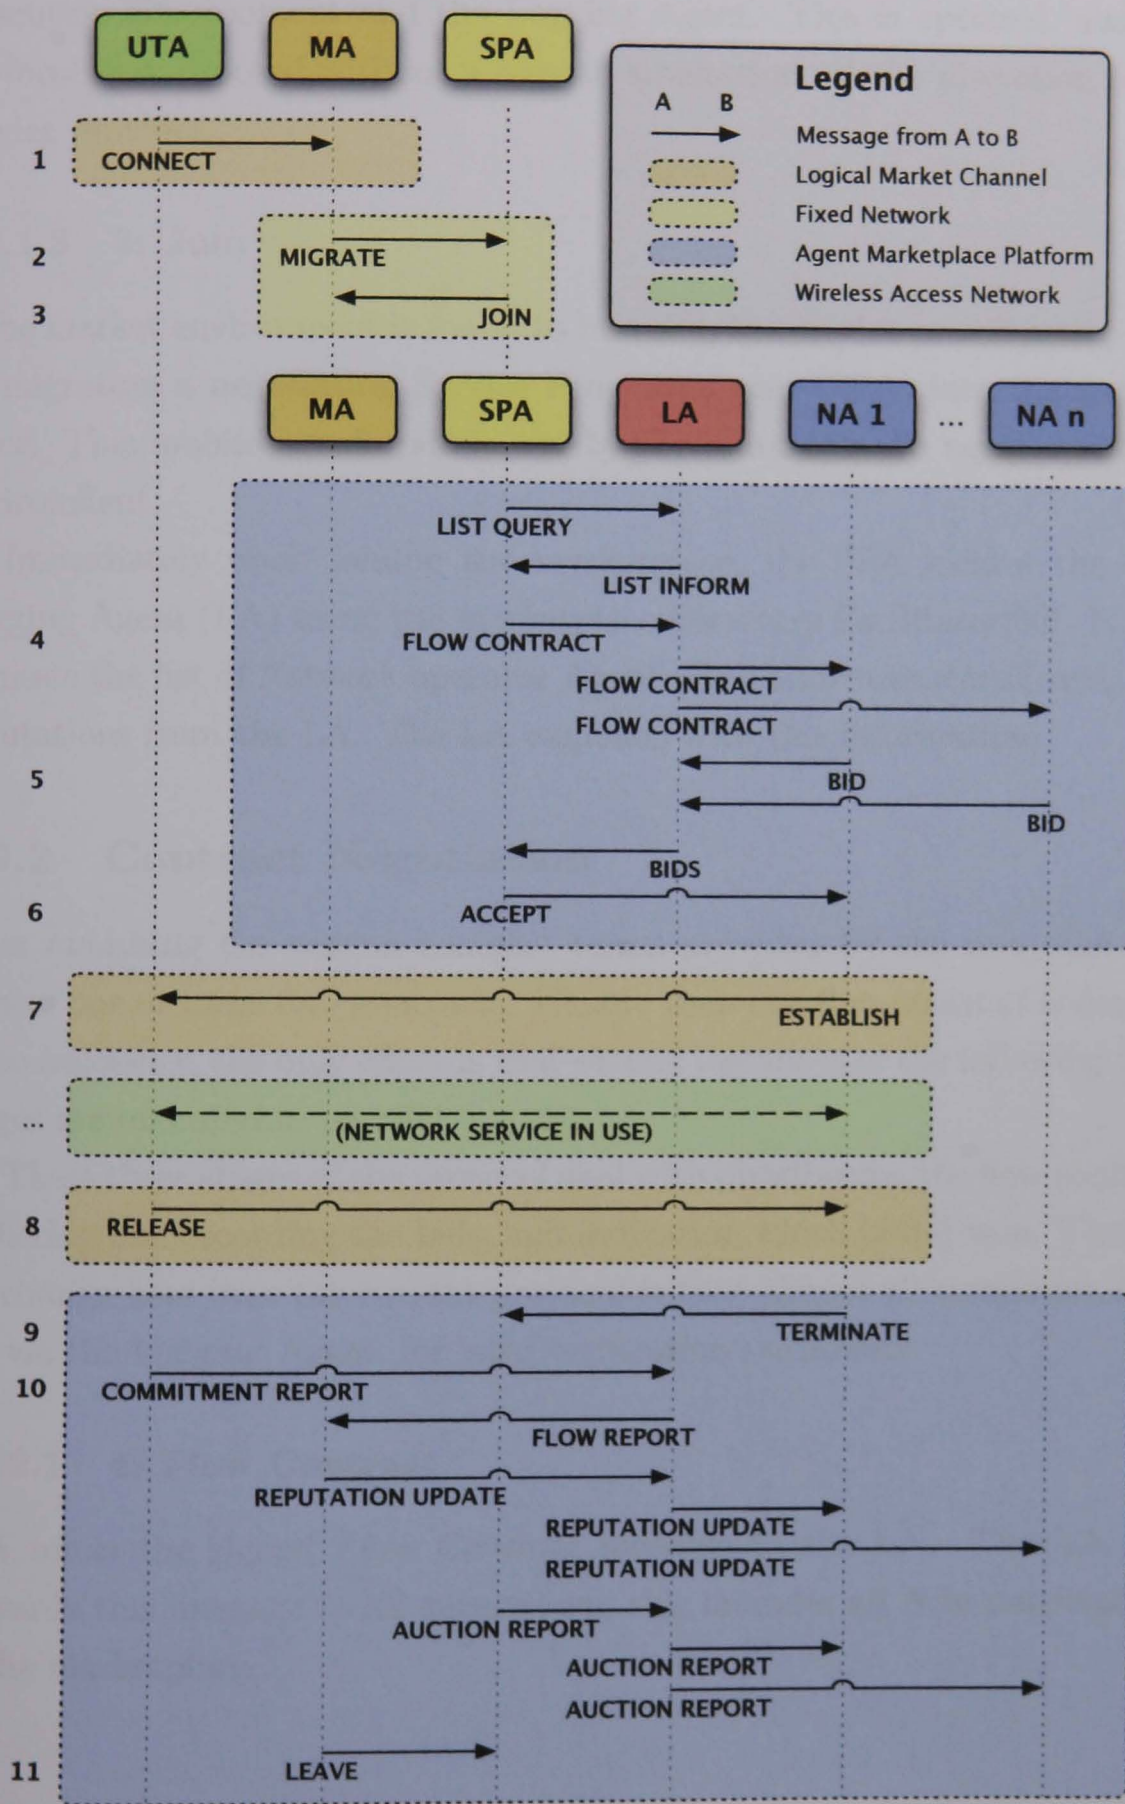 UTA MA SPA
Legend
A B
Message from A to B
Logical Market Channel
Fixed Network
Agent Marketplace Platform
Wireless Access Network
1 CONNECT
2 MIGRATE
3 JOIN
MA SPA LA NA 1 ... NA n
LIST QUERY
LIST INFORM
4 FLOW CONTRACT
FLOW CONTRACT
FLOW CONTRACT
5 BID
BID
BIDS
6 ACCEPT
7 ESTABLISH
... (NETWORK SERVICE IN USE)
8 RELEASE
9 TERMINATE
10 COMMITMENT REPORT
FLOW REPORT
REPUTATION UPDATE
REPUTATION UPDATE
REPUTATION UPDATE
AUCTION REPORT
AUCTION REPORT
AUCTION REPORT
11 LEAVE